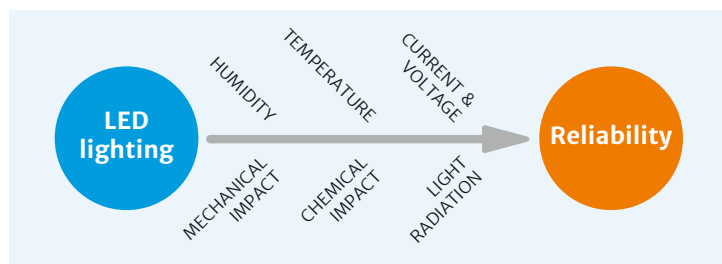 LED
lighting
HUMIDITY
TEMPERATURE
CURRENT &
VOLTAGE
MECHANICAL
IMPACT
CHEMICAL
IMPACT
LIGHT
RADIATION
Reliability